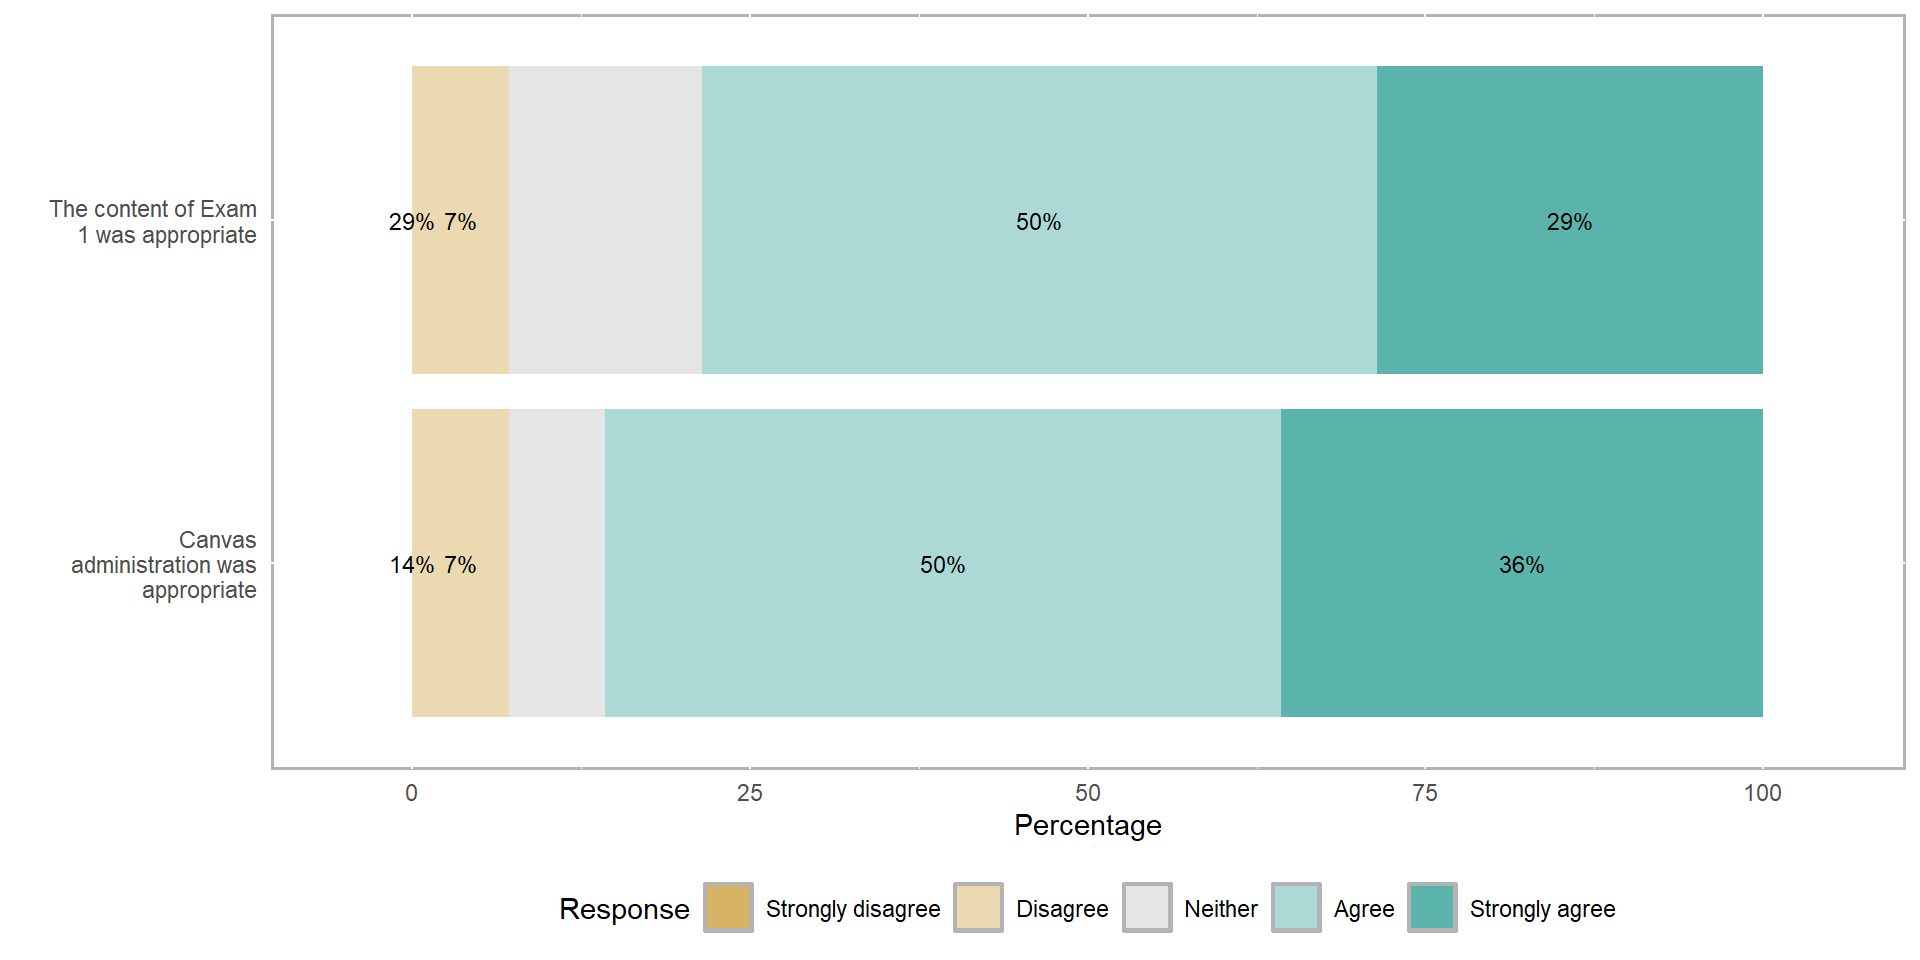 The content of Exam
1 was appropriate
29% 7% 50% 29%
Canvas
administration was
appropriate
14% 7% 50% 36%
0 25 50 75 100
Percentage
Response Strongly disagree Disagree Neither Agree Strongly agree